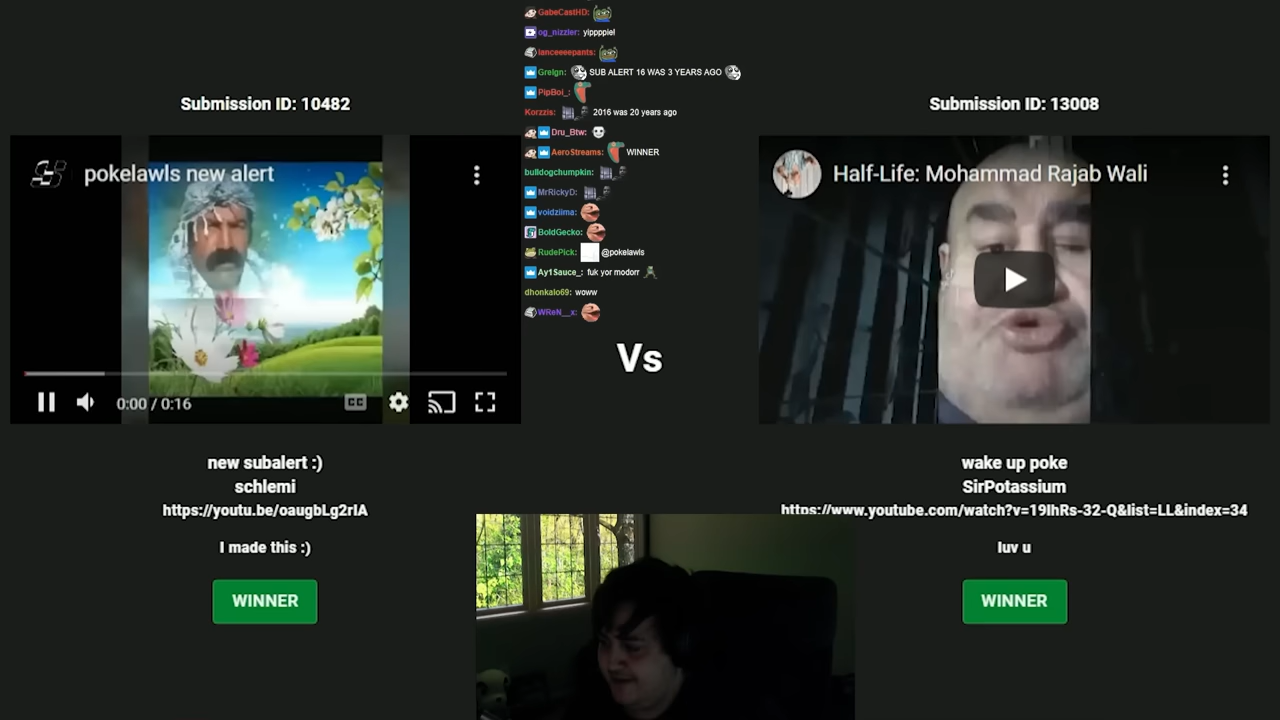 GabeCastHD:
og_nizzler: yippppie!
lanceeeepants:
Greign: SUB ALERT 16 WAS 3 YEARS AGO
PipBoi_:
Korzzis: 2016 was 20 years ago
Dru_Btw:
AeroStreams: WINNER
bulldogchumpkin:
MrRickyD:
voidziima:
BoldGecko:
RudePick: @pokelawls
Ay1Sauce_: fuk yor modorr
dhonkalo69: woww
WReN__x:
Submission ID: 10482
pokelawls new alert
0:00 / 0:16
CC
new subalert :)
schlemi
https://youtu.be/oaugbLg2rIA
I made this :)
WINNER
Vs
Submission ID: 13008
Half-Life: Mohammad Rajab Wali
wake up poke
SirPotassium
https://www.youtube.com/watch?v=19IhRs-32-Q&list=LL&index=34
luv u
WINNER